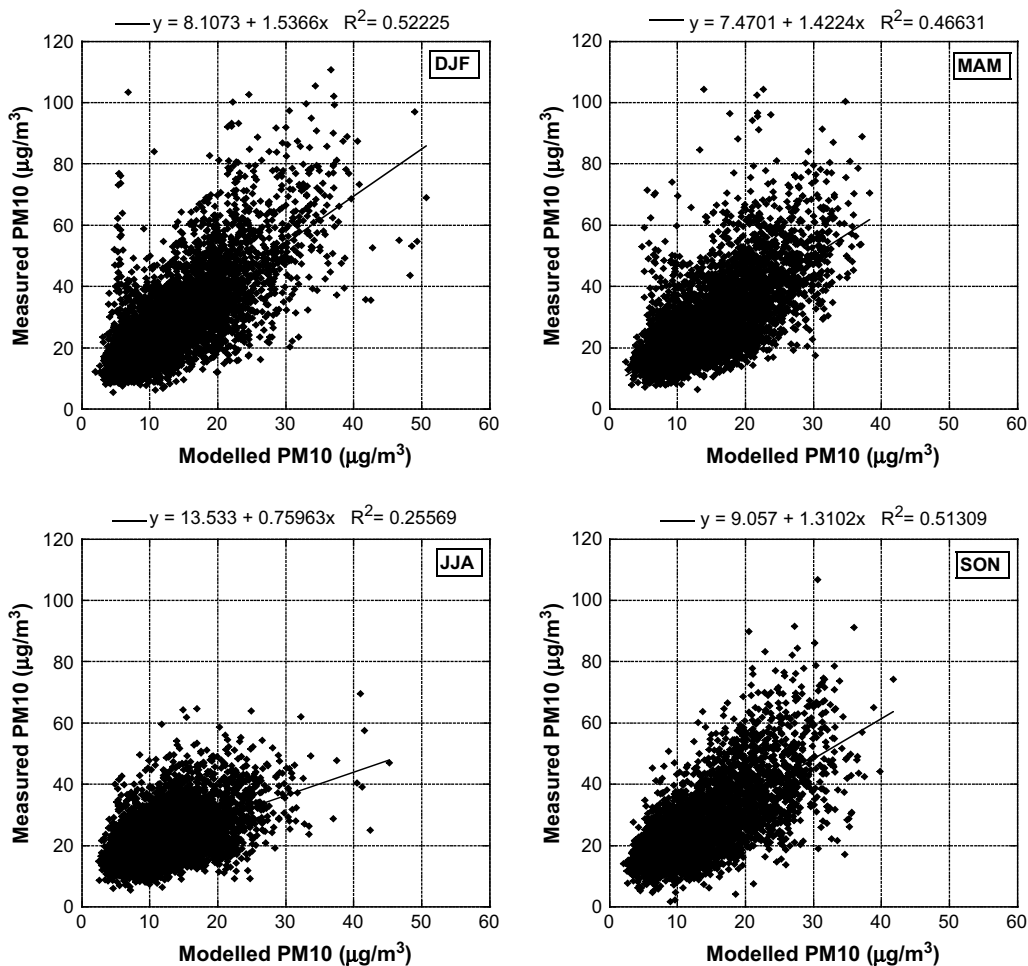 y = 8.1073 + 1.5366x R²= 0.52225
DJF
120
100
80
60
40
20
0
Measured PM10 (µg/m³)
0 10 20 30 40 50 60
Modelled PM10 (µg/m³)
y = 7.4701 + 1.4224x R²= 0.46631
MAM
120
100
80
60
40
20
0
Measured PM10 (µg/m³)
0 10 20 30 40 50 60
Modelled PM10 (µg/m³)
y = 13.533 + 0.75963x R²= 0.25569
JJA
120
100
80
60
40
20
0
Measured PM10 (µg/m³)
0 10 20 30 40 50 60
Modelled PM10 (µg/m³)
y = 9.057 + 1.3102x R²= 0.51309
SON
120
100
80
60
40
20
0
Measured PM10 (µg/m³)
0 10 20 30 40 50 60
Modelled PM10 (µg/m³)